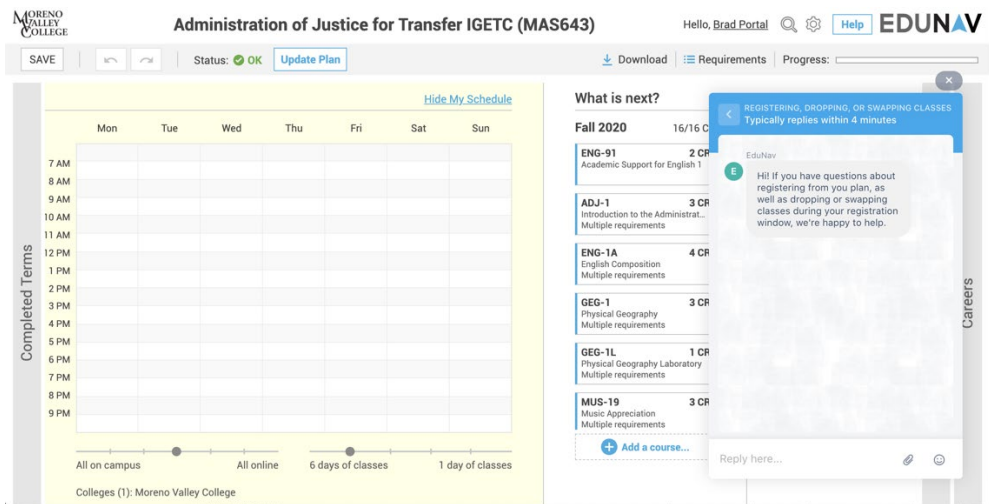 MORENO
VALLEY
COLLEGE
Administration of Justice for Transfer IGETC (MAS643)
Hello, Brad Portal
Help
EDUNAV
SAVE
Status: OK
Update Plan
Download
Requirements
Progress:
Completed Terms
Hide My Schedule
Mon Tue Wed Thu Fri Sat Sun
7 AM
8 AM
9 AM
10 AM
11 AM
12 PM
1 PM
2 PM
3 PM
4 PM
5 PM
6 PM
7 PM
8 PM
9 PM
All on campus All online 6 days of classes 1 day of classes
Colleges (1): Moreno Valley College
What is next?
Fall 2020 16/16 C
ENG-91 2 CR
Academic Support for English 1
ADJ-1 3 CR
Introduction to the Administrat...
Multiple requirements
ENG-1A 4 CR
English Composition
Multiple requirements
GEG-1 3 CR
Physical Geography
Multiple requirements
GEG-1L 1 CR
Physical Geography Laboratory
Multiple requirements
MUS-19 3 CR
Music Appreciation
Multiple requirements
Add a course...
REGISTERING, DROPPING, OR SWAPPING CLASSES
Typically replies within 4 minutes
EduNav
E
Hi! If you have questions about
registering from you plan, as
well as dropping or swapping
classes during your registration
window, we're happy to help.
Reply here...
Careers